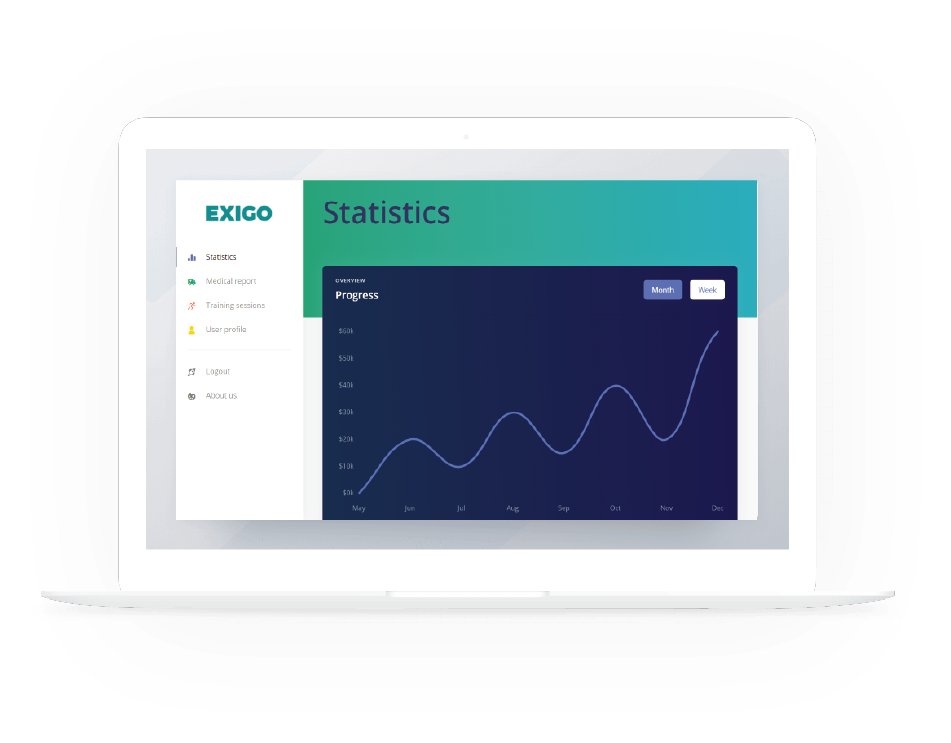 EXIGO
Statistics
Medical report
Training sessions
User profile
Logout
About us
Statistics
OVERVIEW
Progress
Month
Week
$60k
$50k
$40k
$30k
$20k
$10k
$0k
May Jun Jul Aug Sep Oct Nov Dec